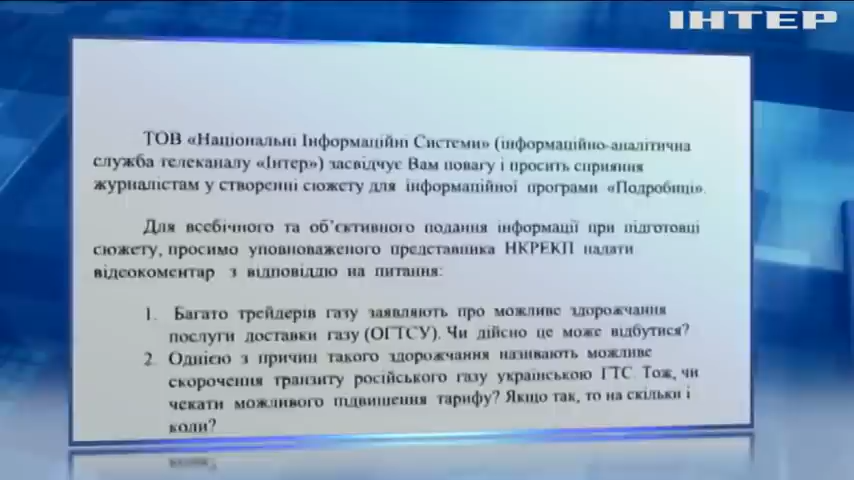 ІНТЕР
ТОВ «Національні Інформаційні Системи» (інформаційно-аналітична
служба телеканалу «Інтер») засвідчує Вам повагу і просить сприяння
журналістам у створенні сюжету для інформаційної програми «Подробиці».
Для всебічного та об’єктивного подання інформації при підготовці
сюжету, просимо уповноваженого представника НКРЕКП надати
відеокоментар з відповіддю на питання:
1. Багато трейдерів газу заявляють про можливе здорожчання
послуги доставки газу (ОГТСУ). Чи дійсно це може відбутися?
2. Однією з причин такого здорожчання називають можливе
скорочення транзиту російського газу українською ГТС. Тож, чи
чекати можливого підвищення тарифу? Якщо так, то на скільки і
коли?